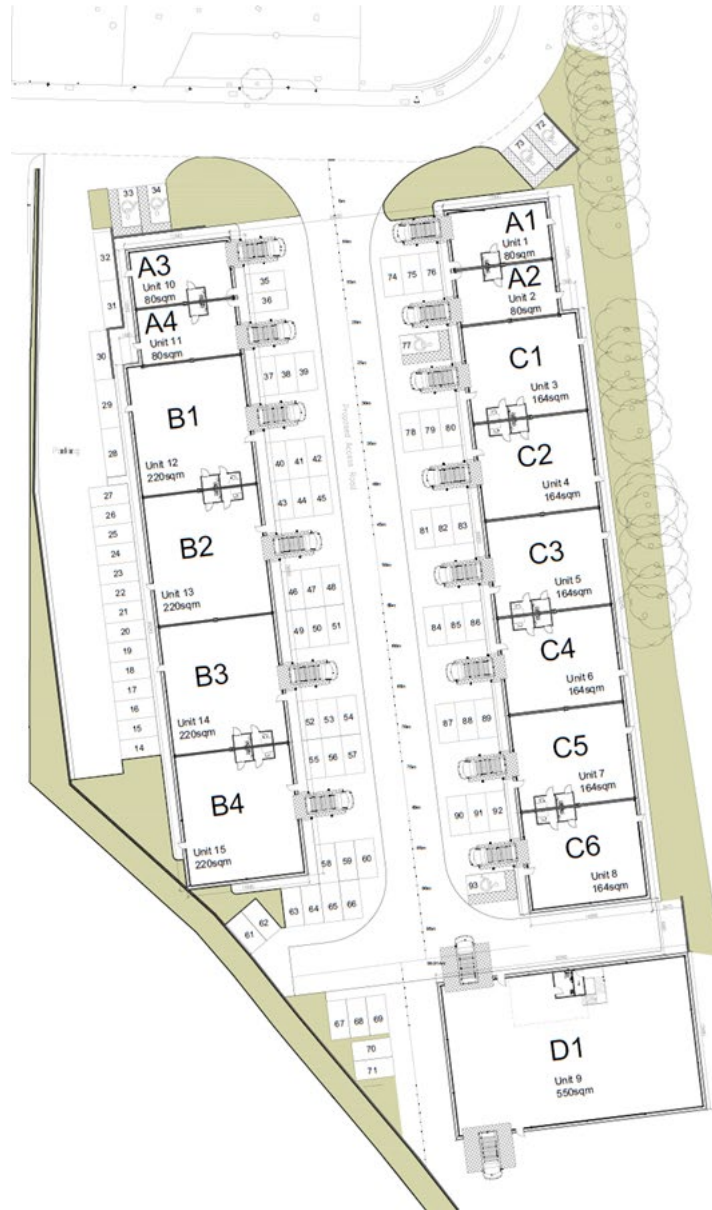 73
72
33
34
32
31
30
29
28
27
26
25
24
23
22
21
20
19
18
17
16
15
14
A3
Unit 10
80sqm
A4
Unit 11
80sqm
B1
Unit 12
220sqm
B2
Unit 13
220sqm
B3
Unit 14
220sqm
B4
Unit 15
220sqm
35
36
37 38 39
40 41 42
43 44 45
46 47 48
49 50 51
52 53 54
55 56 57
58 59 60
63 64 65 66
61 62
67 68 69
70
71
Proposed Access Road
74 75 76
77
78 79 80
81 82 83
84 85 86
87 88 89
90 91 92
93
A1
Unit 1
80sqm
A2
Unit 2
80sqm
C1
Unit 3
164sqm
C2
Unit 4
164sqm
C3
Unit 5
164sqm
C4
Unit 6
164sqm
C5
Unit 7
164sqm
C6
Unit 8
164sqm
D1
Unit 9
550sqm